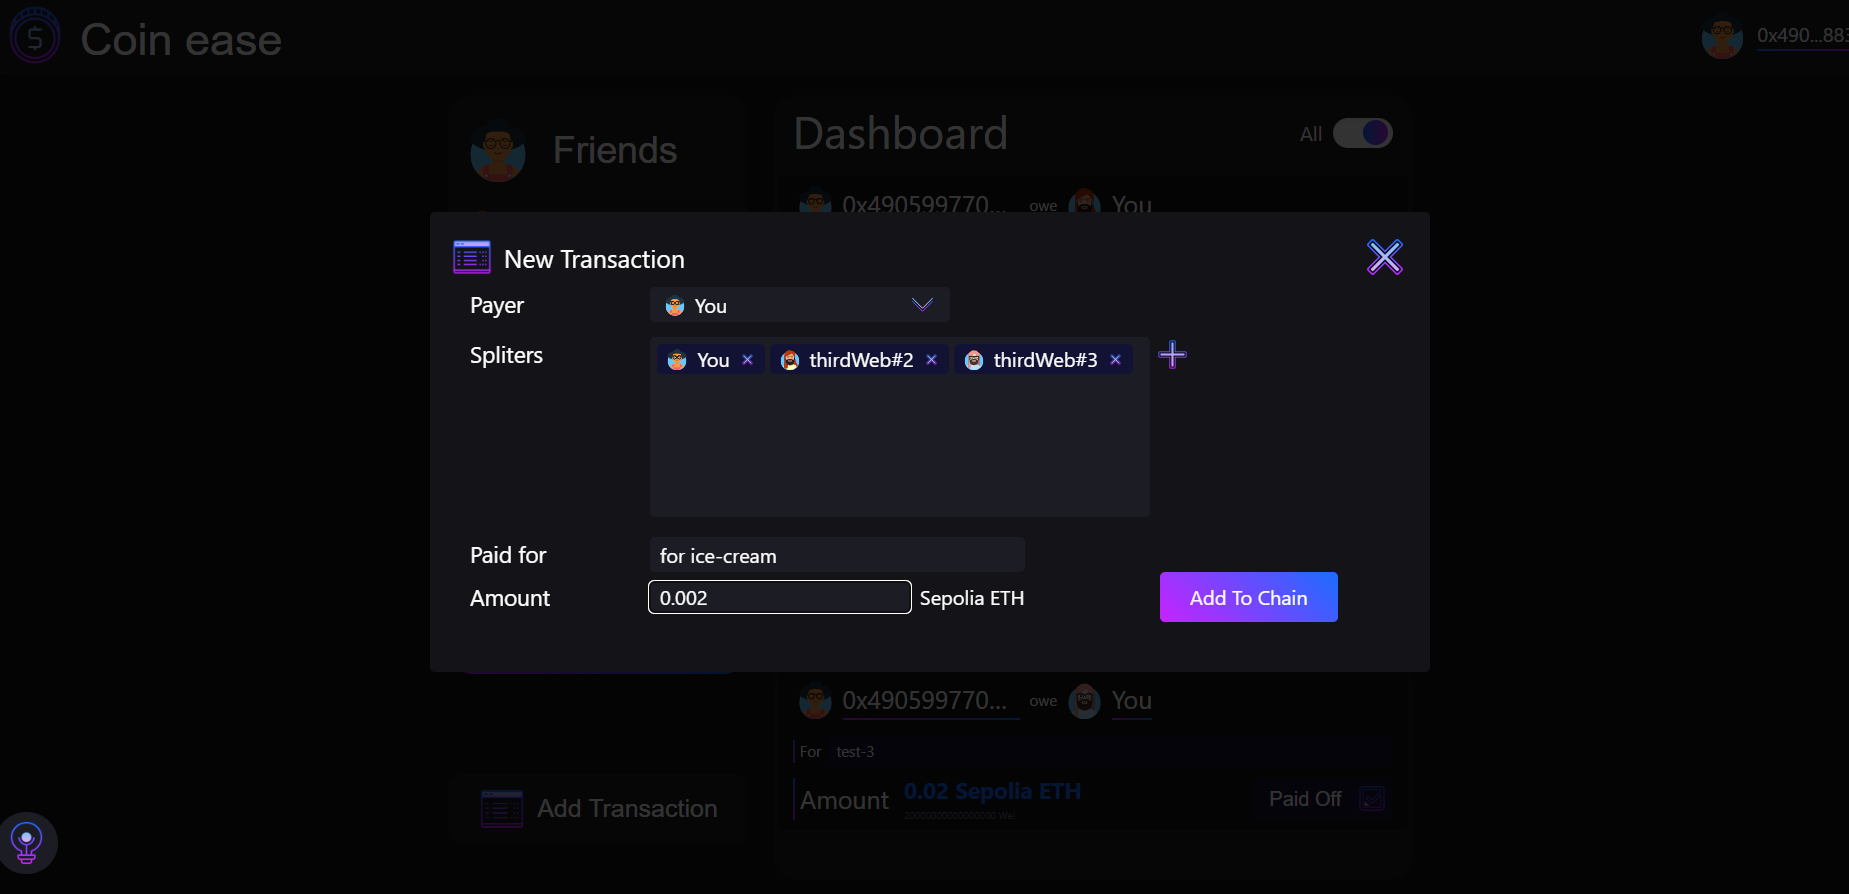 Coin ease
0x490...883
Friends
Dashboard
All
0x490599770... owe You
New Transaction
Payer
You
Spliters
You × thirdWeb#2 × thirdWeb#3 ×
Paid for
for ice-cream
Amount
0.002
Sepolia ETH
Add To Chain
0x490599770... owe You
For test-3
Amount
0.02 Sepolia ETH
20000000000000000 Wei
Paid Off
Add Transaction